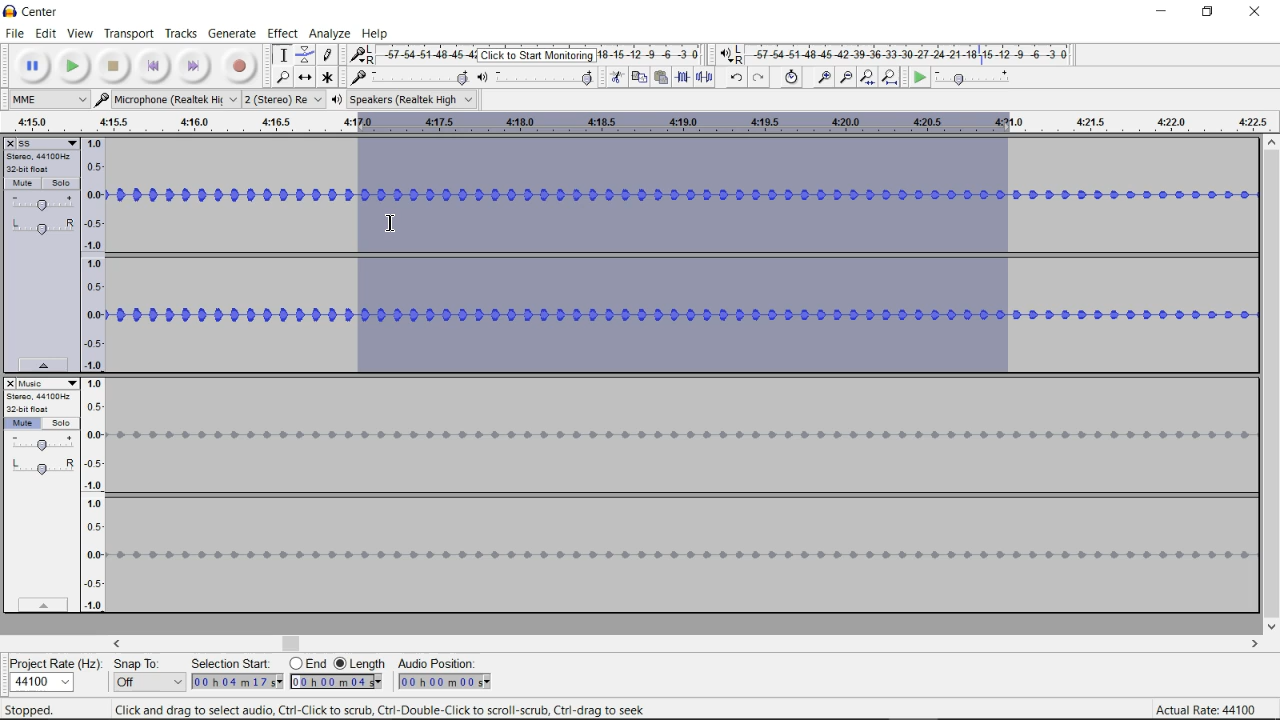 Center
File Edit View Transport Tracks Generate Effect Analyze Help
L R -57 -54 -51 -48 -45 -4 Click to Start Monitoring 18 -15 -12 -9 -6 -3 0 L R -57 -54 -51 -48 -45 -42 -39 -36 -33 -30 -27 -24 -21 -18 -15 -12 -9 -6 -3 0
MME Microphone (Realtek Hi 2 (Stereo) Re Speakers (Realtek High
4:15.0 4:15.5 4:16.0 4:16.5 4:17.0 4:17.5 4:18.0 4:18.5 4:19.0 4:19.5 4:20.0 4:20.5 4:21.0 4:21.5 4:22.0 4:22.5
X SS 1.0
Stereo, 44100Hz
32-bit float 0.5
Mute Solo
- + 0.0
L R -0.5
-1.0
1.0
0.5
0.0
-0.5
-1.0
X Music 1.0
Stereo, 44100Hz
32-bit float 0.5
Mute Solo
- + 0.0
L R -0.5
-1.0
1.0
0.5
0.0
-0.5
-1.0
Project Rate (Hz): Snap To: Selection Start: End Length Audio Position:
44100 Off 00 h 04 m 17 s 00 h 00 m 04 s 00 h 00 m 00 s
Stopped. Click and drag to select audio, Ctrl-Click to scrub, Ctrl-Double-Click to scroll-scrub, Ctrl-drag to seek Actual Rate: 44100